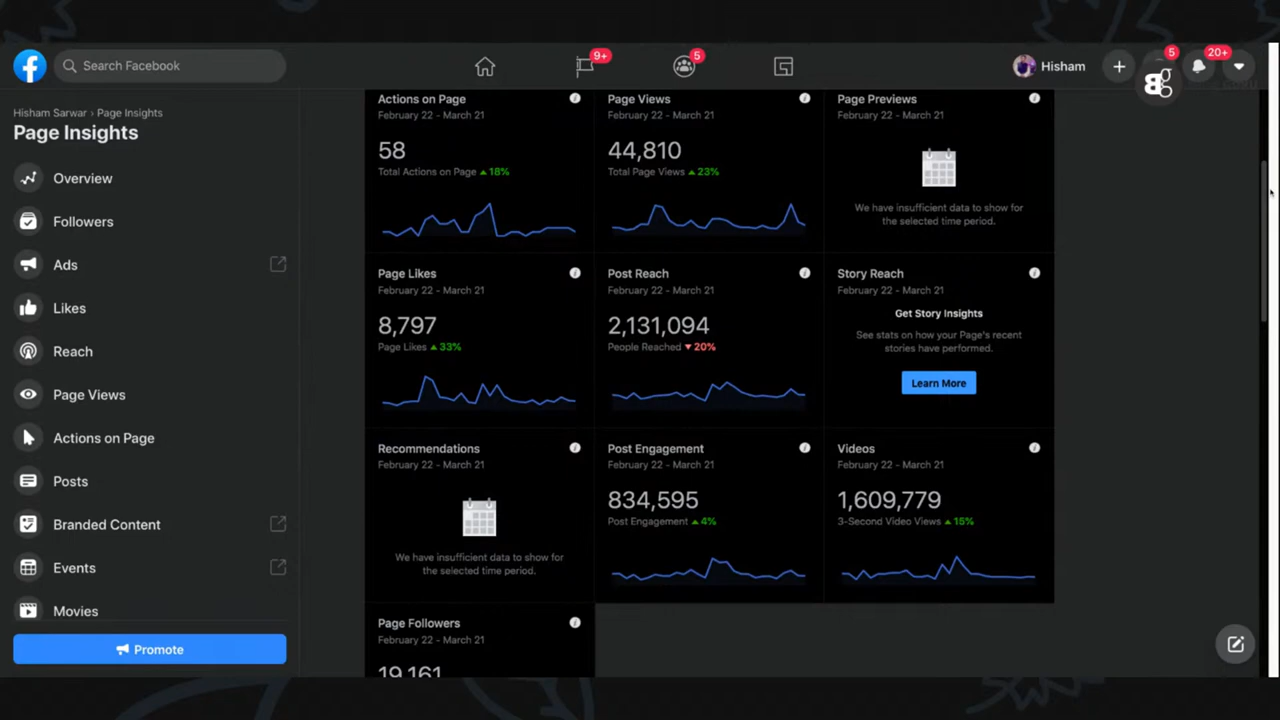 Search Facebook
9+
5
Hisham
5
20+
Hisham Sarwar › Page Insights
Page Insights
Overview
Followers
Ads
Likes
Reach
Page Views
Actions on Page
Posts
Branded Content
Events
Movies
Promote
Actions on Page
February 22 - March 21
58
Total Actions on Page ▲ 18%
Page Views
February 22 - March 21
44,810
Total Page Views ▲ 23%
Page Previews
February 22 - March 21
We have insufficient data to show for
the selected time period.
Page Likes
February 22 - March 21
8,797
Page Likes ▲ 33%
Post Reach
February 22 - March 21
2,131,094
People Reached ▼ 20%
Story Reach
February 22 - March 21
Get Story Insights
See stats on how your Page's recent
stories have performed.
Learn More
Recommendations
February 22 - March 21
We have insufficient data to show for
the selected time period.
Post Engagement
February 22 - March 21
834,595
Post Engagement ▲ 4%
Videos
February 22 - March 21
1,609,779
3-Second Video Views ▲ 15%
Page Followers
February 22 - March 21
19,161